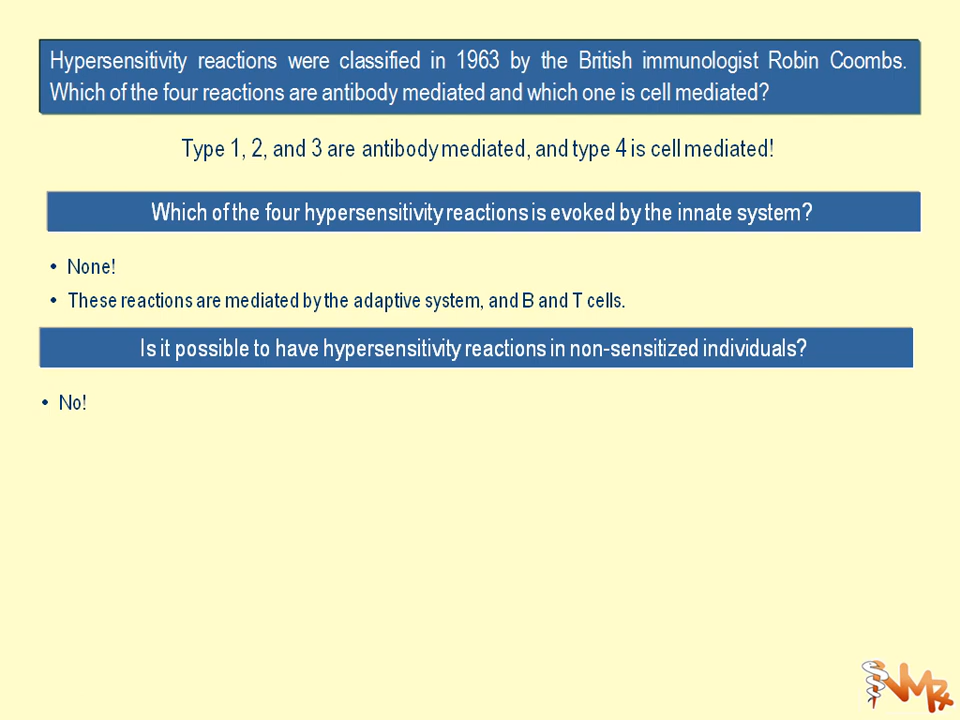 Hypersensitivity reactions were classified in 1963 by the British immunologist Robin Coombs.
Which of the four reactions are antibody mediated and which one is cell mediated?
Type 1, 2, and 3 are antibody mediated, and type 4 is cell mediated!
Which of the four hypersensitivity reactions is evoked by the innate system?
• None!
• These reactions are mediated by the adaptive system, and B and T cells.
Is it possible to have hypersensitivity reactions in non-sensitized individuals?
• No!
VMRx